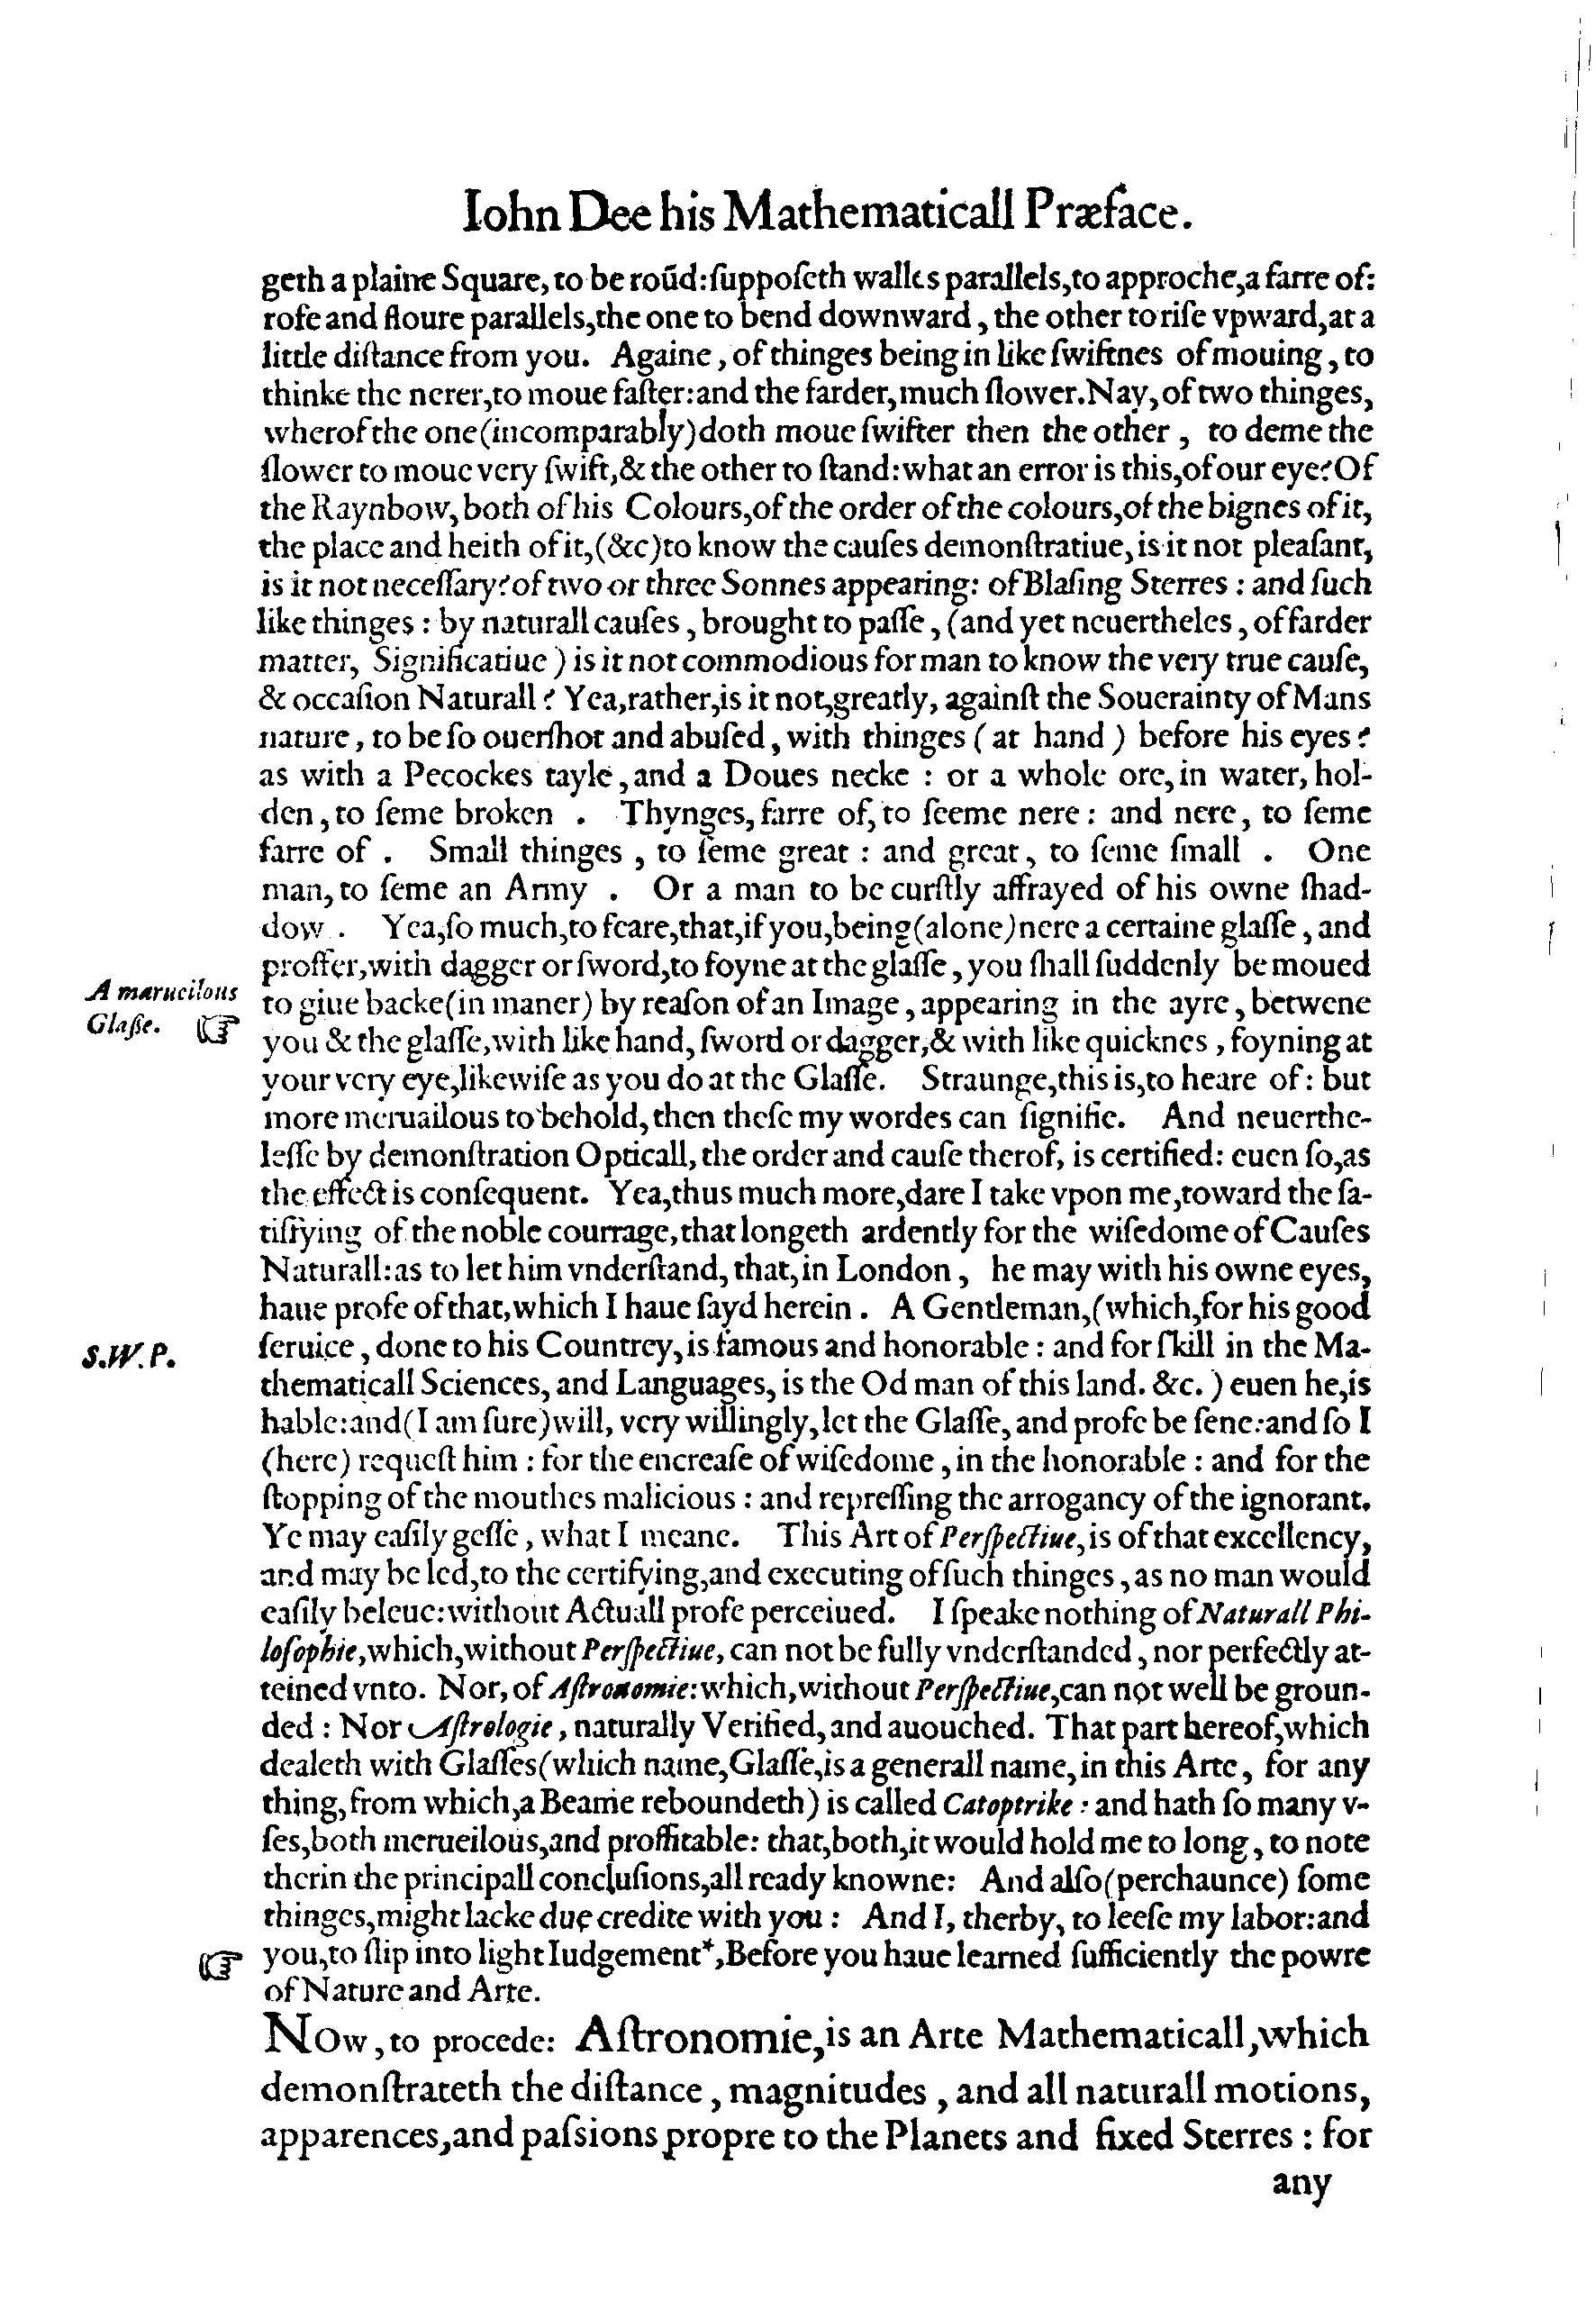 Iohn Dee his Mathematicall Præface.
geth a plaine Square, to be roūd: ſuppoſeth walles parallels, to approche, a farre of:
rofe and floure parallels, the one to bend downward, the other to riſe vpward, at a
little diſtance from you. Againe, of thinges being in like ſwiftnes of mouing, to
thinke the nerer, to moue faſter: and the farder, much ſlower. Nay, of two thinges,
wherof the one (incomparably) doth moue ſwifter then the other, to deme the
ſlower to moue very ſwift, & the other to ſtand: what an error is this, of our eye? Of
the Raynbow, both of his Colours, of the order of the colours, of the bignes of it,
the place and heith of it, (&c) to know the cauſes demonſtratiue, is it not pleaſant,
is it not neceſſary? of two or three Sonnes appearing: of Blaſing Sterres: and ſuch
like thinges: by naturall cauſes, brought to paſſe, (and yet neuertheles, of farder
matter, Significatiue) is it not commodious for man to know the very true cauſe,
& occaſion Naturall? Yea, rather, is it not, greatly, againſt the Souerainty of Mans
nature, to be ſo ouerſhot and abuſed, with thinges (at hand) before his eyes?
as with a Pecockes tayle, and a Doues necke: or a whole ore, in water, hol-
den, to ſeme broken. Thynges, farre of, to ſeeme nere: and nere, to ſeme
farre of. Small thinges, to ſeme great: and great, to ſeme ſmall. One
man, to ſeme an Army. Or a man to be curſtly affrayed of his owne ſhad-
dow. Yea, ſo much, to feare, that, if you, being (alone) nere a certaine glaſſe, and
proffer, with dagger or ſword, to foyne at the glaſſe, you ſhall ſuddenly be moued
A marueilous
Glaſſe. ☞
to giue backe (in maner) by reaſon of an Image, appearing in the ayre, betwene
you & the glaſſe, with like hand, ſword or dagger, & with like quicknes, foyning at
your very eye, likewiſe as you do at the Glaſſe. Straunge, this is, to heare of: but
more meruailous to behold, then theſe my wordes can ſignifie. And neuerthe-
leſſe by demonſtration Opticall, the order and cauſe therof, is certified: euen ſo, as
the effect is conſequent. Yea, thus much more, dare I take vpon me, toward the ſa-
tiſfying of the noble courrage, that longeth ardently for the wiſedome of Cauſes
Naturall: as to let him vnderſtand, that, in London, he may with his owne eyes,
haue profe of that, which I haue ſayd herein. A Gentleman, (which, for his good
S.W.P.
ſeruice, done to his Countrey, is famous and honorable: and for ſkill in the Ma-
thematicall Sciences, and Languages, is the Od man of this land. &c.) euen he, is
hable: and (I am ſure) will, very willingly, let the Glaſſe, and profe be ſene: and ſo I
(here) requeſt him: for the encreaſe of wiſedome, in the honorable: and for the
ſtopping of the mouthes malicious: and repreſſing the arrogancy of the ignorant.
Ye may eaſily geſſe, what I meane. This Art of Perſpectiue, is of that excellency,
and may be led, to the certifying, and executing of ſuch thinges, as no man would
eaſily beleue: without Actuall profe perceiued. I ſpeake nothing of Naturall Phi-
loſophie, which, without Perſpectiue, can not be fully vnderſtanded, nor perfectly at-
teined vnto. Nor, of Aſtronomie: which, without Perſpectiue, can not well be groun-
ded: Nor Aſtrologie, naturally Verified, and auouched. That part hereof, which
dealeth with Glaſſes (which name, Glaſſe, is a generall name, in this Arte, for any
thing, from which, a Beame reboundeth) is called Catoptrike: and hath ſo many v-
ſes, both merueilous, and proffitable: that, both, it would hold me to long, to note
therin the principall concluſions, all ready knowne: And alſo (perchaunce) ſome
thinges, might lacke due credite with you: And I, therby, to leeſe my labor: and
☞ you, to ſlip into light Iudgement*, Before you haue learned ſufficiently the powre
of Nature and Arte.
Now, to procede: Aſtronomie, is an Arte Mathematicall, which
demonſtrateth the diſtance, magnitudes, and all naturall motions,
apparences, and paſsions propre to the Planets and fixed Sterres: for
any